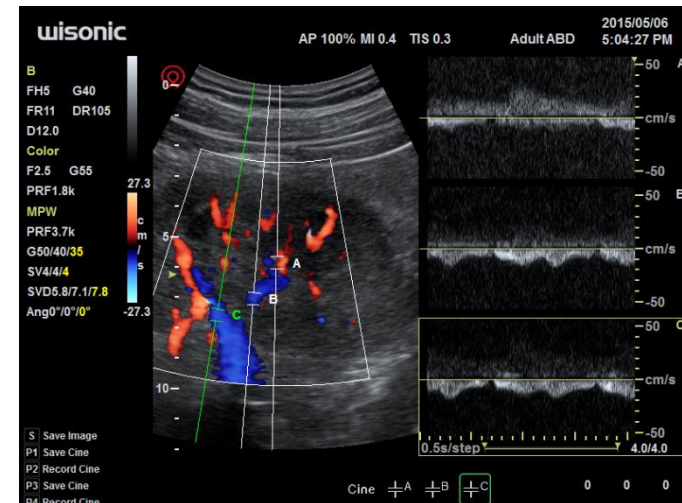 wisonic
AP 100% MI 0.4 TIS 0.3 Adult ABD
2015/05/06
5:04:27 PM
B
FH5 G40
FR11 DR105
D12.0
Color
F2.5 G55
PRF1.8k
MPW
PRF3.7k
G50/40/35
SV4/4/4
SVD5.8/7.1/7.8
Ang0°/0°/0°
27.3
c
m
/
s
-27.3
0
5
10
A
B
C
50 A
cm/s
-50
50 B
cm/s
-50
50 C
cm/s
-50
0.5s/step 4.0/4.0
S Save Image
P1 Save Cine
P2 Record Cine
P3 Save Cine
P4 Record Cine
Cine A B C 0 0 0